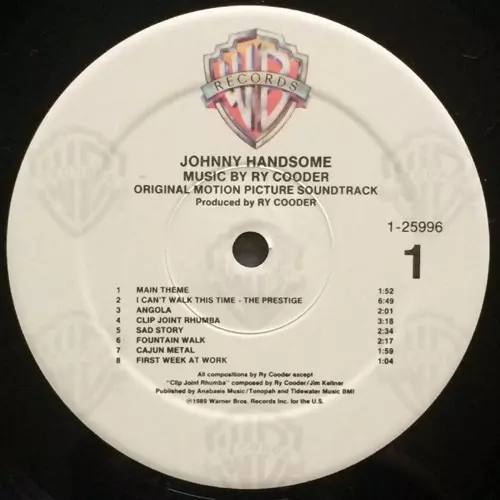 WB
RECORDS
JOHNNY HANDSOME
MUSIC BY RY COODER
ORIGINAL MOTION PICTURE SOUNDTRACK
Produced by RY COODER
1-25996
1
1 MAIN THEME 1:52
2 I CAN'T WALK THIS TIME - THE PRESTIGE 6:49
3 ANGOLA 2:01
4 CLIP JOINT RHUMBA 3:18
5 SAD STORY 2:34
6 FOUNTAIN WALK 2:17
7 CAJUN METAL 1:59
8 FIRST WEEK AT WORK 1:04
All compositions by Ry Cooder except
"Clip Joint Rhumba" composed by Ry Cooder/Jim Keltner
Published by Anabasis Music/Tonopah and Tidewater Music BMI
℗1989 Warner Bros. Records Inc. for the U.S.